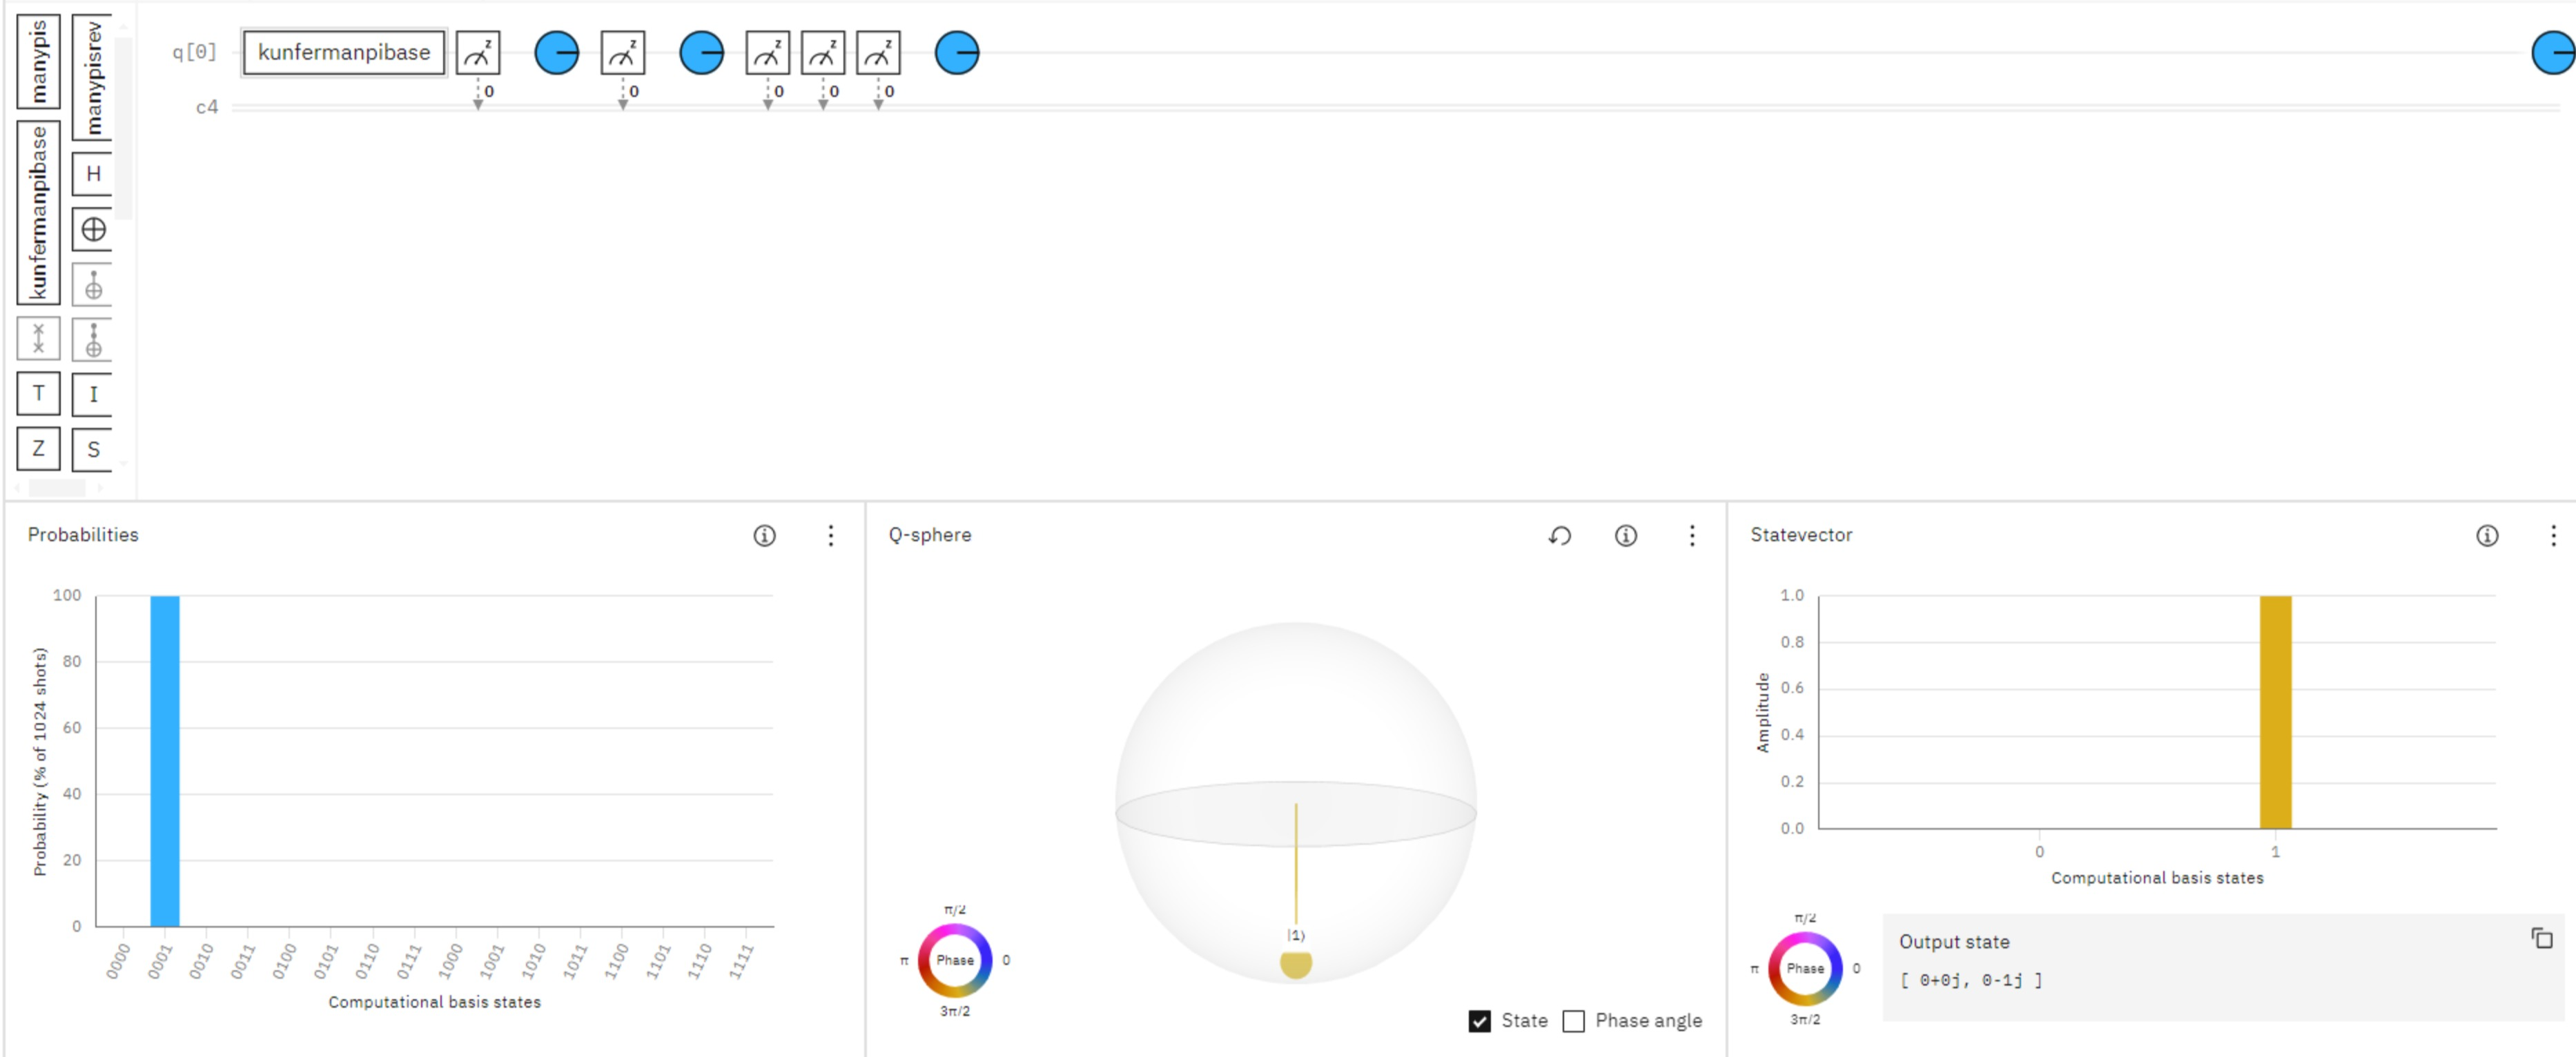 manypis
manypisrev
kunfermanpibase
H
T
I
Z
S
q[0]
kunfermanpibase
z
z
z
z
z
0
0
0
0
0
c4
Probabilities
Probability (% of 1024 shots)
100
80
60
40
20
0
0000
0001
0010
0011
0100
0101
0110
0111
1000
1001
1010
1011
1100
1101
1110
1111
Computational basis states
Q-sphere
|1⟩
π/2
π
Phase
0
3π/2
State
Phase angle
Statevector
Amplitude
1.0
0.8
0.6
0.4
0.2
0.0
0
1
Computational basis states
π/2
π
Phase
0
3π/2
Output state
[ 0+0j, 0-1j ]